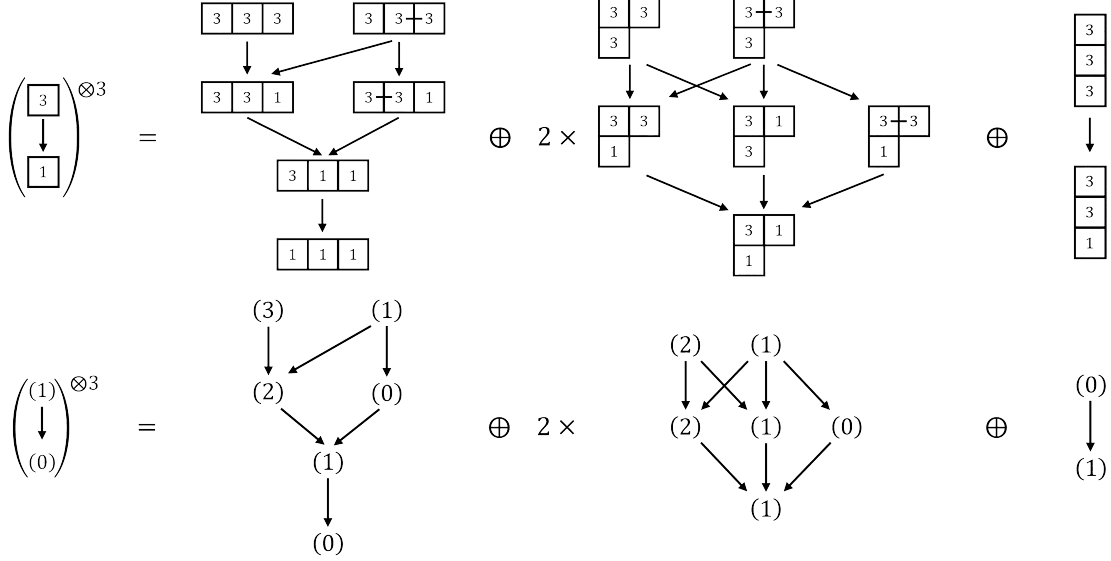 3 3 3 3 3 3 3 3 3 3 3
3 3 3
3 3 1 3 3 1 3 3 3 1 3 3
( 3 1 )⊗3 = ⊕ 2 × 1 3 1 ⊕ 3
3 1 1 3 1 3
1 1 1 1 1
(3) (1)
(2) (1)
(2) (0) ( (1) (0) )⊗3 = ⊕ 2 × (2) (1) (0) ⊕ (0) (1)
(1)
(1)
(0)